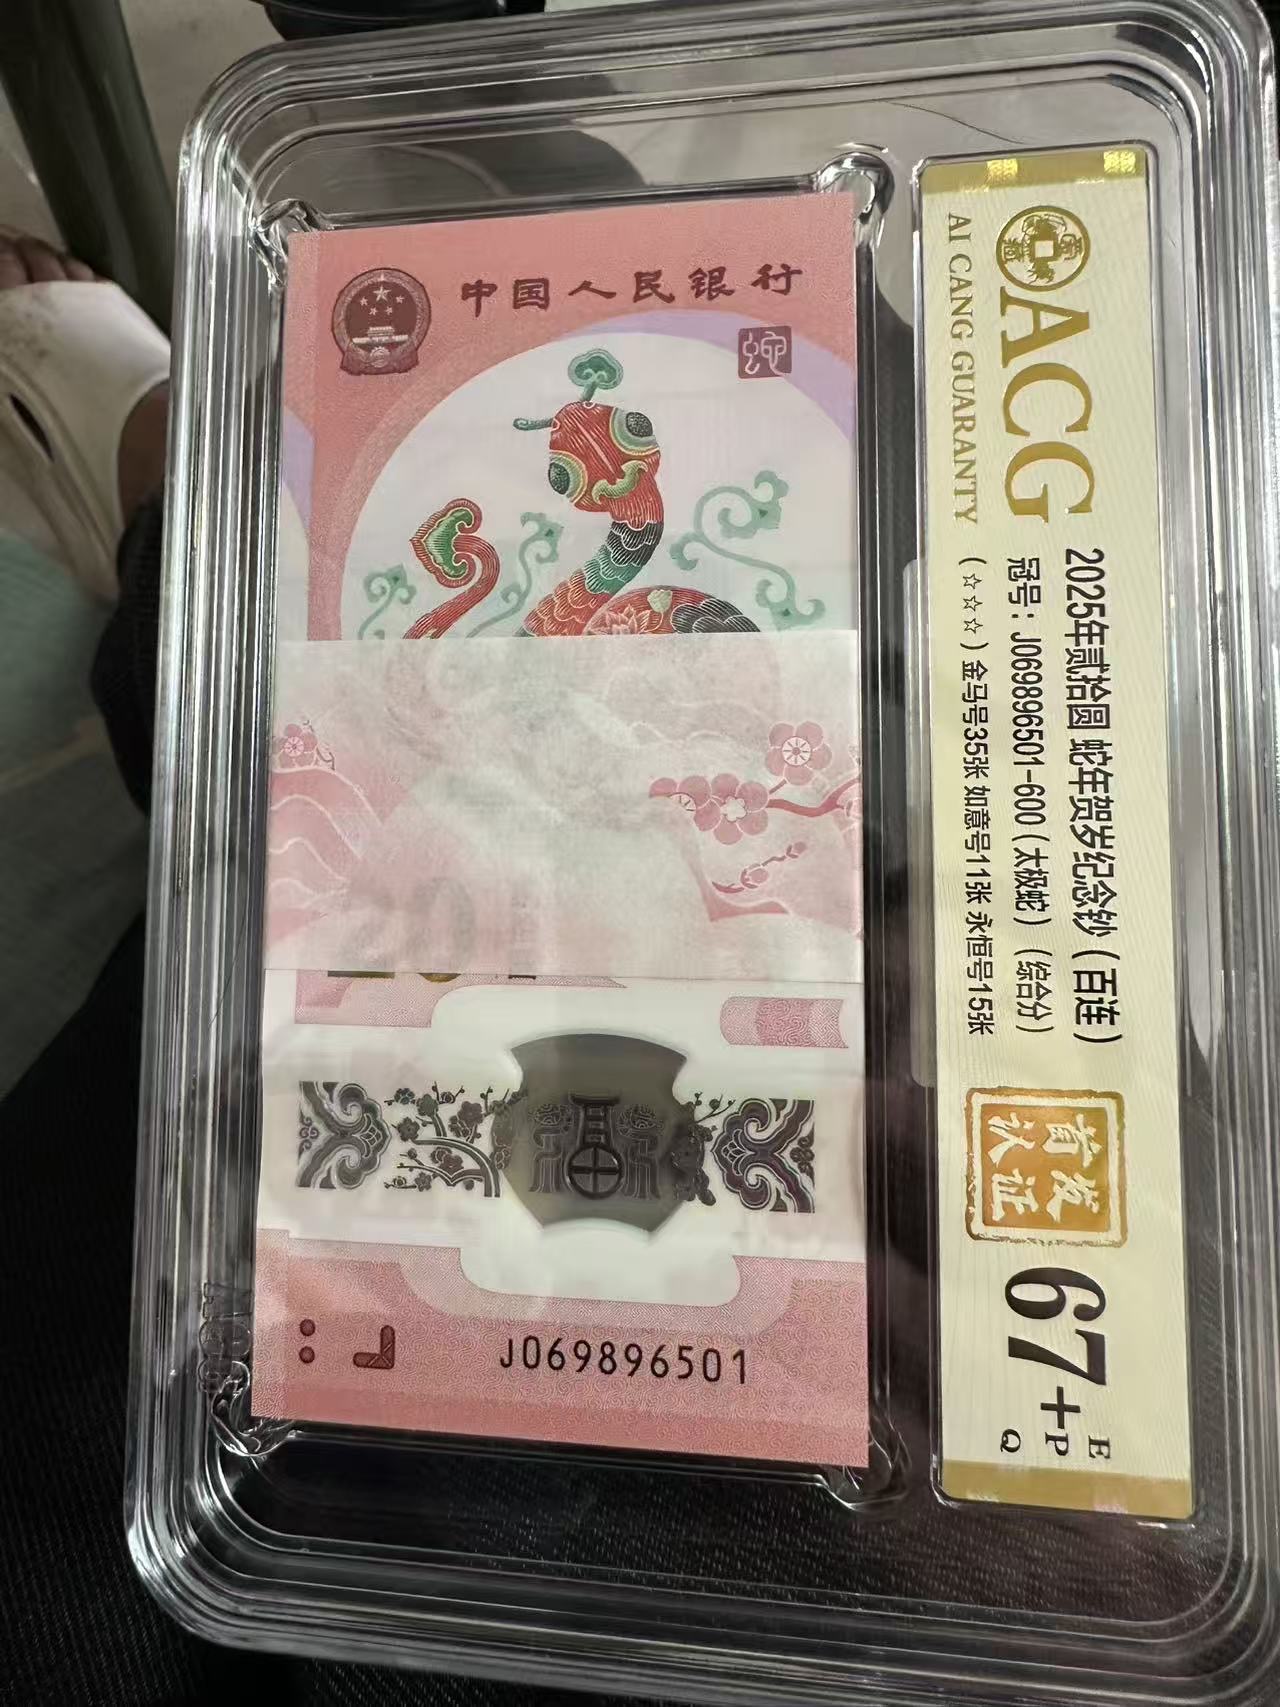 中国人民银行
蛇
J069896501
ACG
AI CANG GUARANTY
2025年贰拾圆 蛇年贺岁纪念钞（百连）
冠号：J069896501-600（太极蛇）（综合分）
（☆☆☆）金马号35张 如意号11张 永恒号15张
首发
认证
67+
E
P
Q